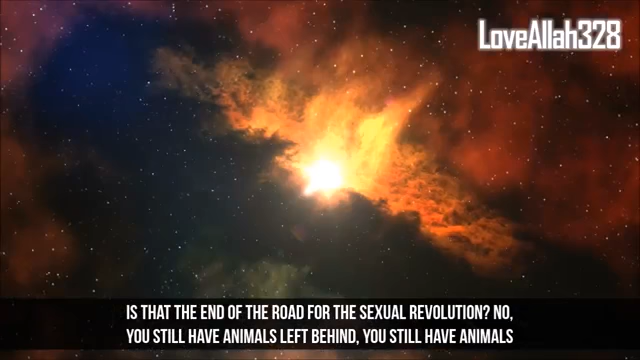 LoveAllah328
IS THAT THE END OF THE ROAD FOR THE SEXUAL REVOLUTION? NO,
YOU STILL HAVE ANIMALS LEFT BEHIND, YOU STILL HAVE ANIMALS